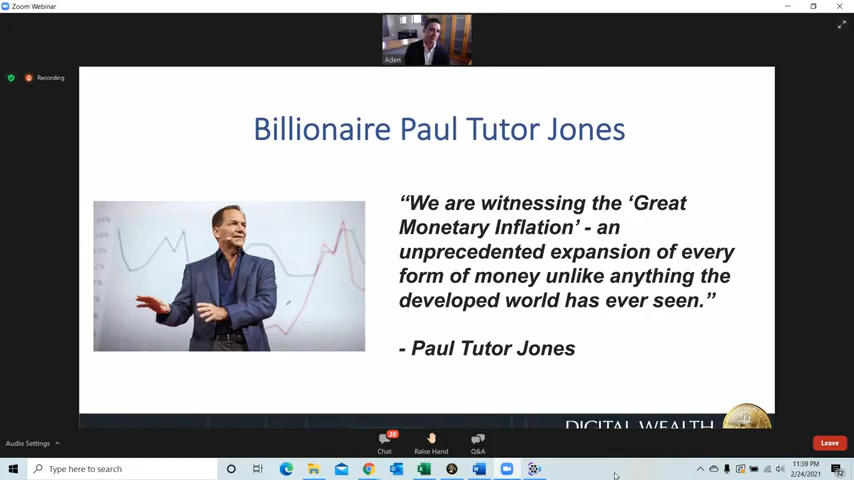 Zoom Webinar
Aden
Recording
Billionaire Paul Tutor Jones
“We are witnessing the ‘Great
Monetary Inflation’ - an
unprecedented expansion of every
form of money unlike anything the
developed world has ever seen.”
- Paul Tutor Jones
DIGITAL WEALTH
Audio Settings
20
Chat
Raise Hand
Q&A
Leave
Type here to search
11:39 PM
2/24/2021